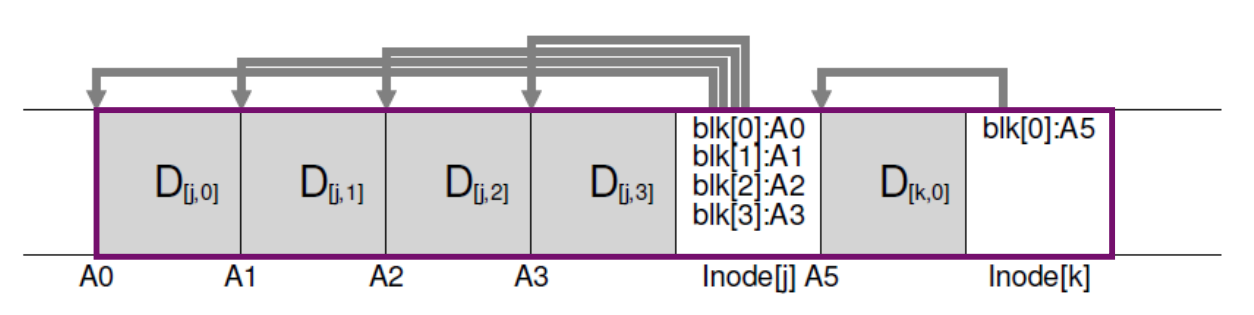 blk[0]:A0
blk[1]:A1
blk[2]:A2
blk[3]:A3
blk[0]:A5
D[j,0]
D[j,1]
D[j,2]
D[j,3]
D[k,0]
A0 A1 A2 A3 Inode[j] A5 Inode[k]